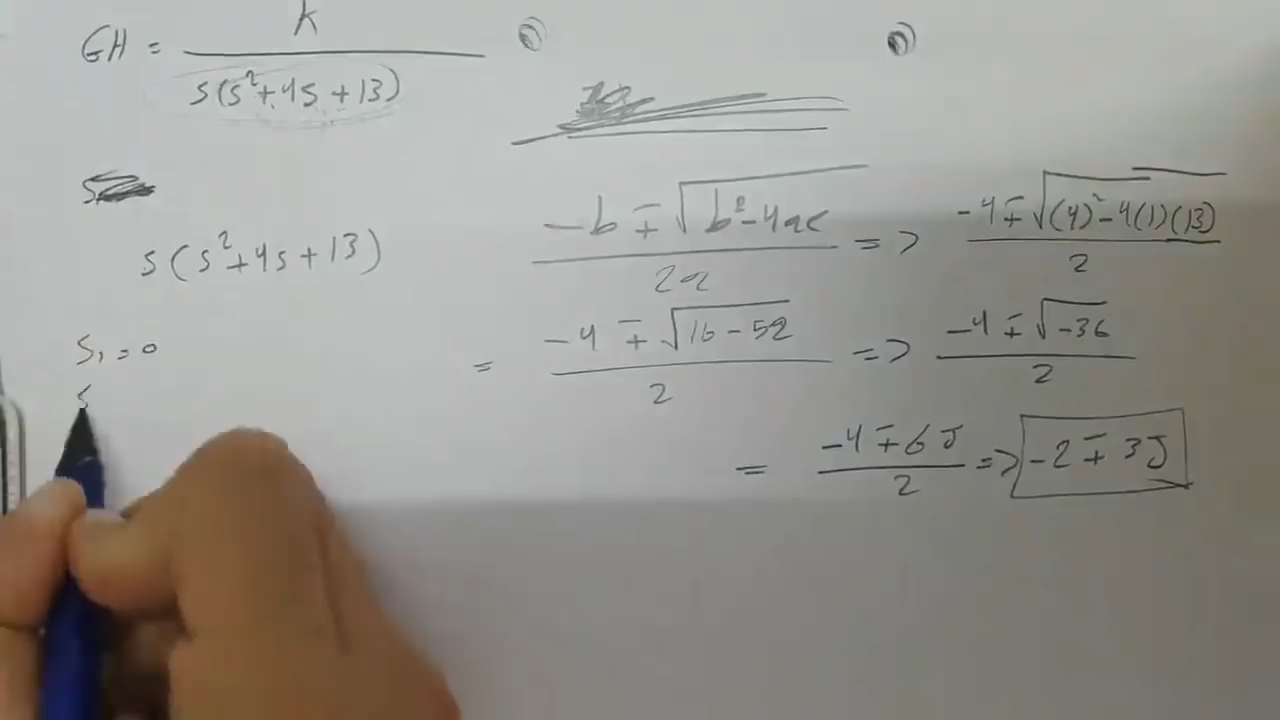 GH = K / s(s²+4s+13)
s(s²+4s+13)
S₁ = 0
S
(-b ∓ √(b²-4ac)) / 2a => (-4 ∓ √((4)²-4(1)(13))) / 2
= (-4 ∓ √(16-52)) / 2 => (-4 ∓ √(-36)) / 2
= (-4 ∓ 6J) / 2 => -2 ∓ 3J